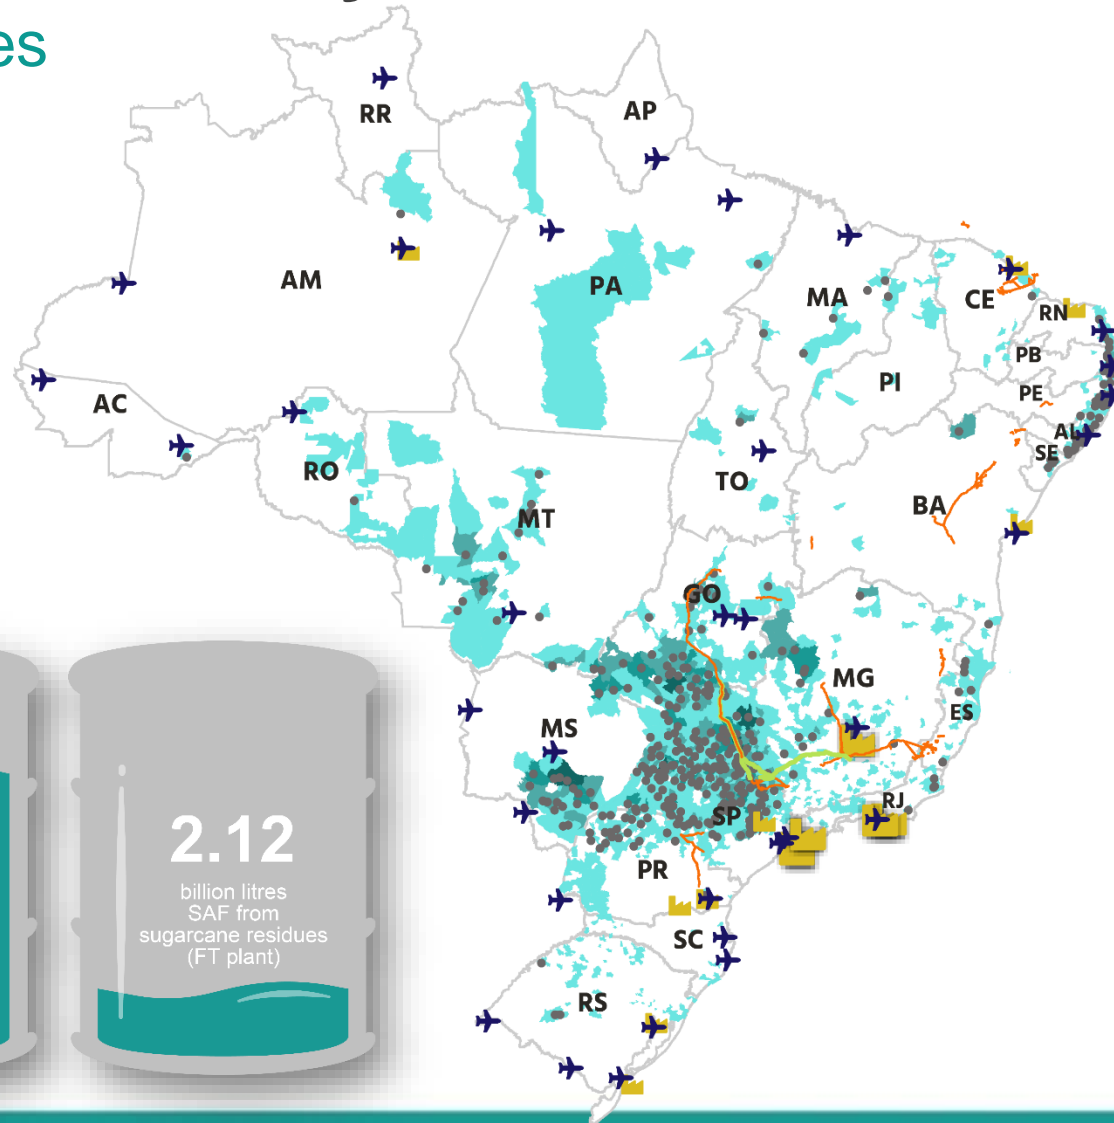 es
RR
AP
AM
PA
MA
CE
RN
PB
PI
PE
AC
AL
SE
RO
TO
BA
MT
GO
MG
ES
MS
SP
RJ
PR
SC
RS
2.12
billion litres
SAF from
sugarcane residues
(FT plant)